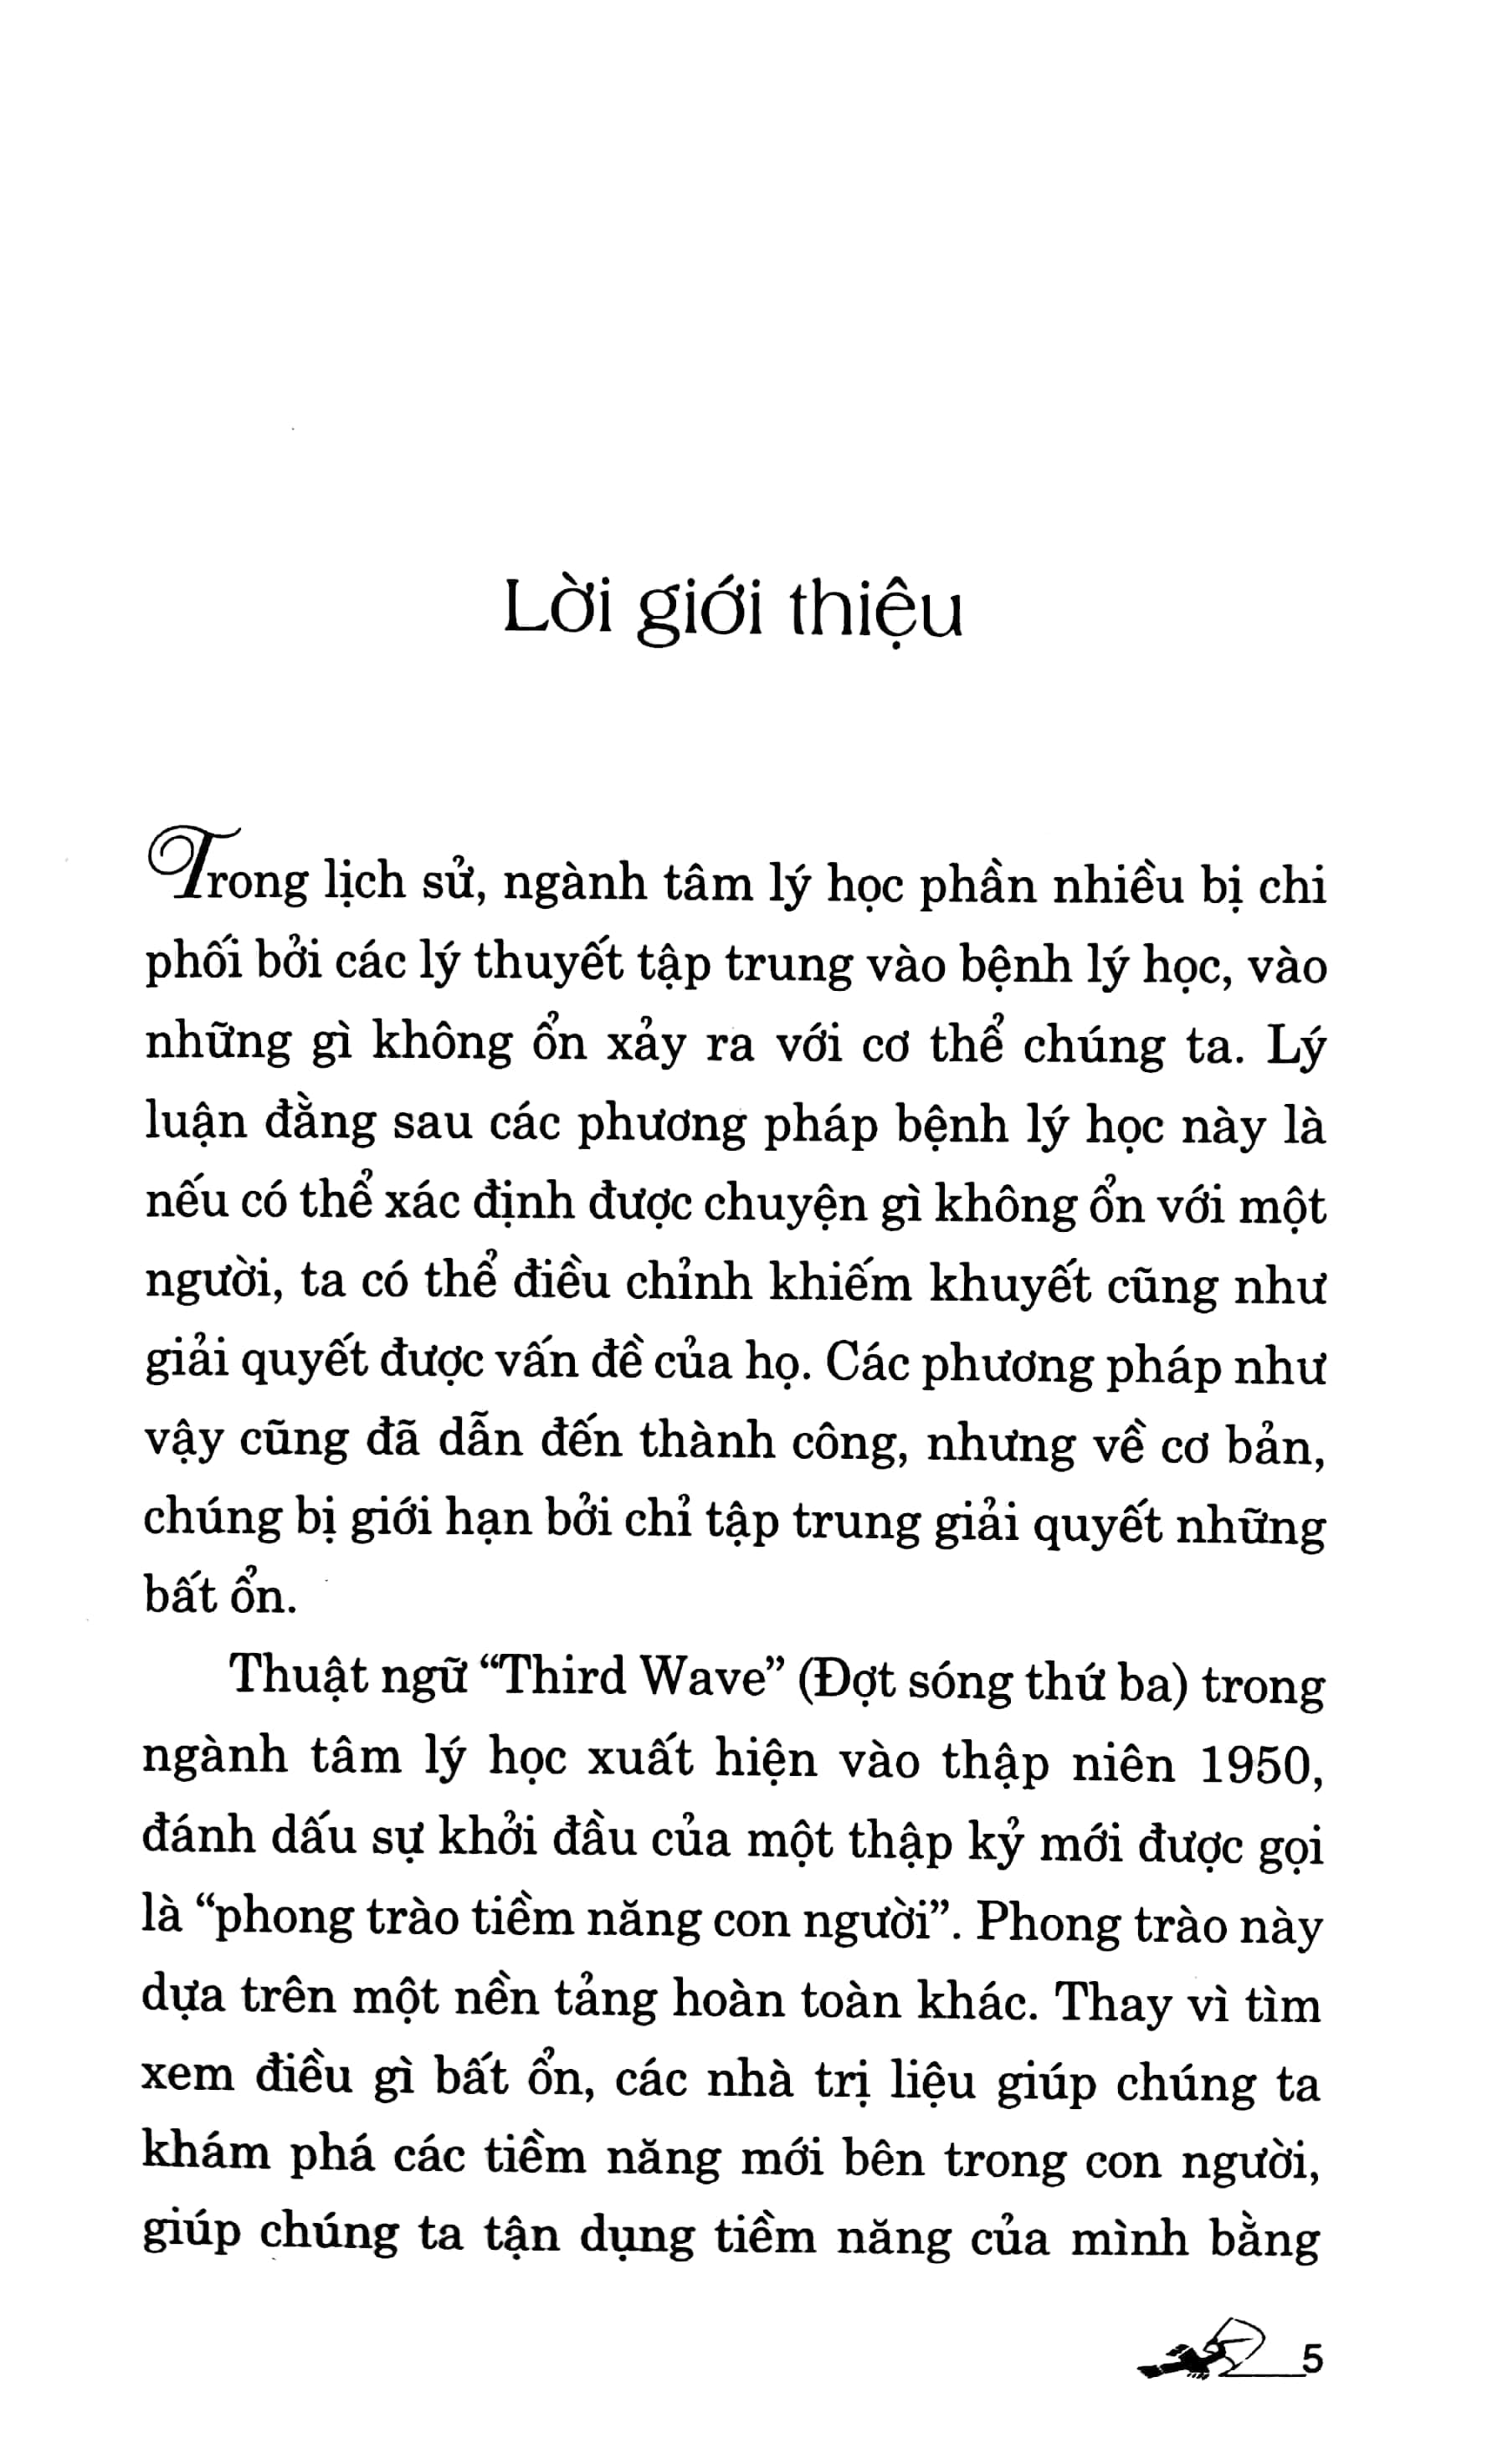 Lời giới thiệu
Trong lịch sử, ngành tâm lý học phần nhiều bị chi
phối bởi các lý thuyết tập trung vào bệnh lý học, vào
những gì không ổn xảy ra với cơ thể chúng ta. Lý
luận đằng sau các phương pháp bệnh lý học này là
nếu có thể xác định được chuyện gì không ổn với một
người, ta có thể điều chỉnh khiếm khuyết cũng như
giải quyết được vấn đề của họ. Các phương pháp như
vậy cũng đã dẫn đến thành công, nhưng về cơ bản,
chúng bị giới hạn bởi chỉ tập trung giải quyết những
bất ổn.
Thuật ngữ “Third Wave” (Đợt sóng thứ ba) trong
ngành tâm lý học xuất hiện vào thập niên 1950,
đánh dấu sự khởi đầu của một thập kỷ mới được gọi
là “phong trào tiềm năng con người”. Phong trào này
dựa trên một nền tảng hoàn toàn khác. Thay vì tìm
xem điều gì bất ổn, các nhà trị liệu giúp chúng ta
khám phá các tiềm năng mới bên trong con người,
giúp chúng ta tận dụng tiềm năng của mình bằng
5